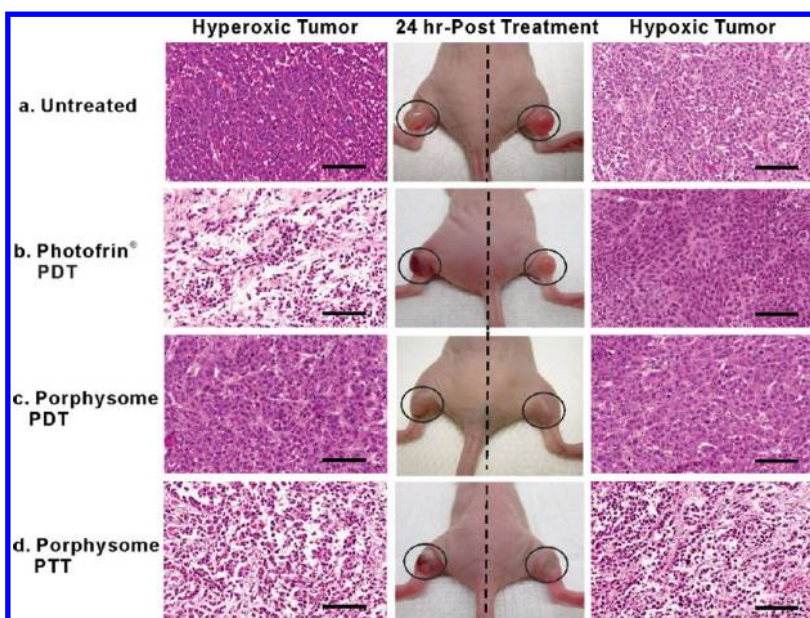 Hyperoxic Tumor 24 hr-Post Treatment Hypoxic Tumor
a. Untreated
b. Photofrin®
PDT
c. Porphysome
PDT
d. Porphysome
PTT